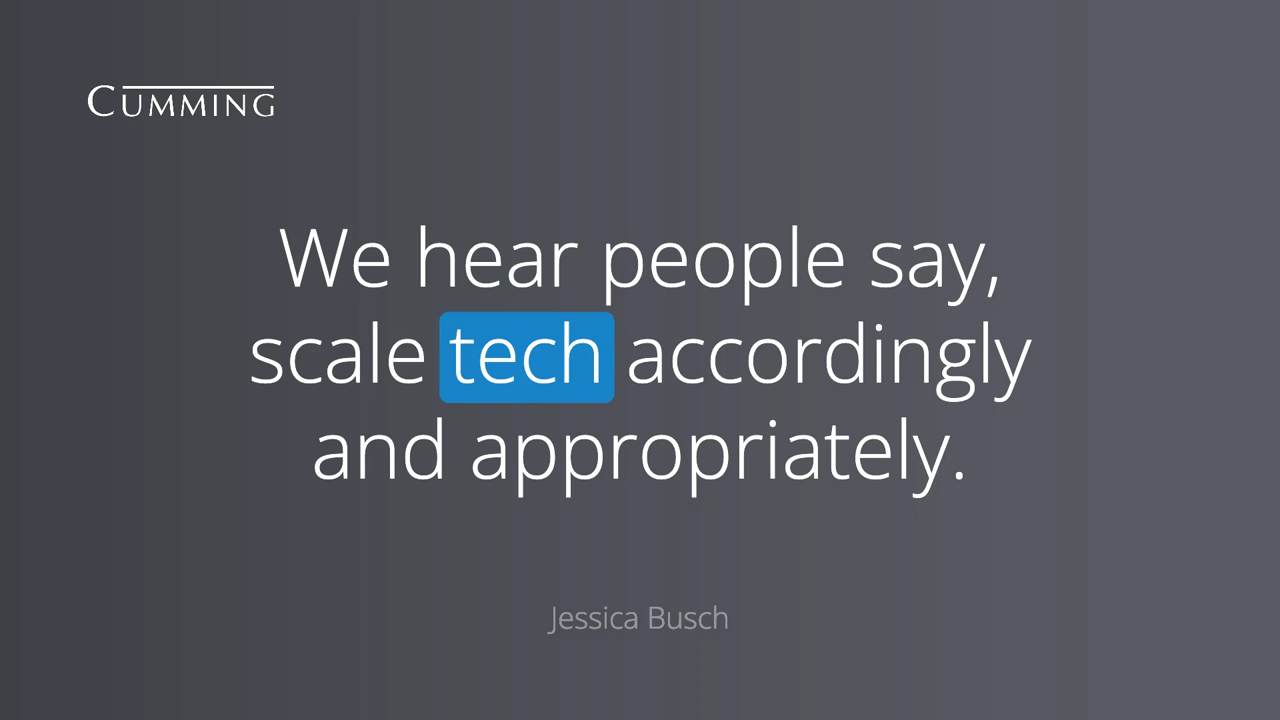 CUMMING
We hear people say,
scale tech accordingly
and appropriately.
Jessica Busch